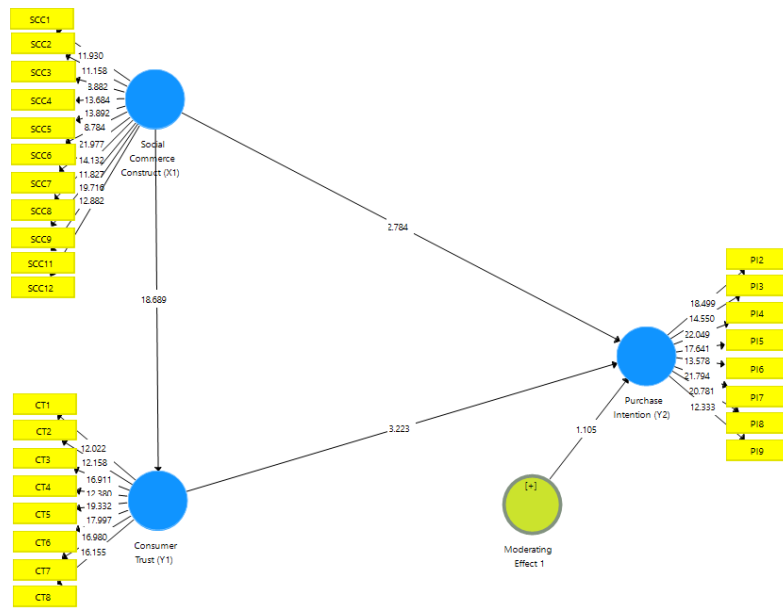 SCC1
SCC2
SCC3
SCC4
SCC5
SCC6
SCC7
SCC8
SCC9
SCC11
SCC12
11.930
11.158
3.882
13.684
13.892
8.784
21.977
14.132
11.827
19.716
12.882
Social
Commerce
Construct (X1)
2.784
18.689
PI2
PI3
PI4
PI5
PI6
PI7
PI8
PI9
18.499
14.550
22.049
17.641
13.578
21.794
20.781
12.333
Purchase
Intention (Y2)
CT1
CT2
CT3
CT4
CT5
CT6
CT7
CT8
12.022
12.158
16.911
12.380
19.332
17.997
16.980
16.155
Consumer
Trust (Y1)
3.223
1.105
[+]
Moderating
Effect 1